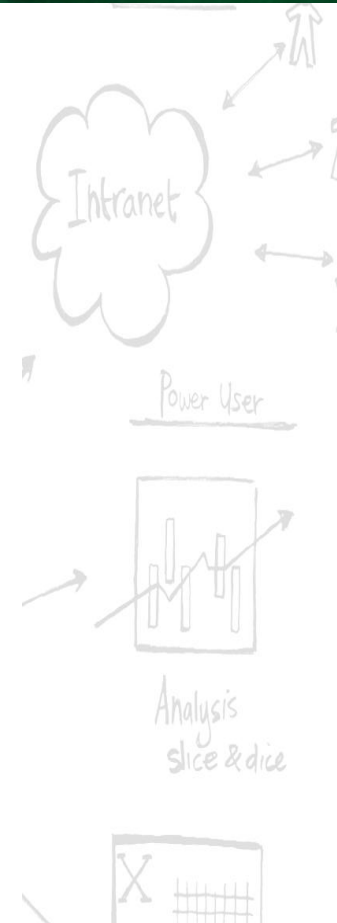 Intranet
Power User
Analysis
slice & dice
X